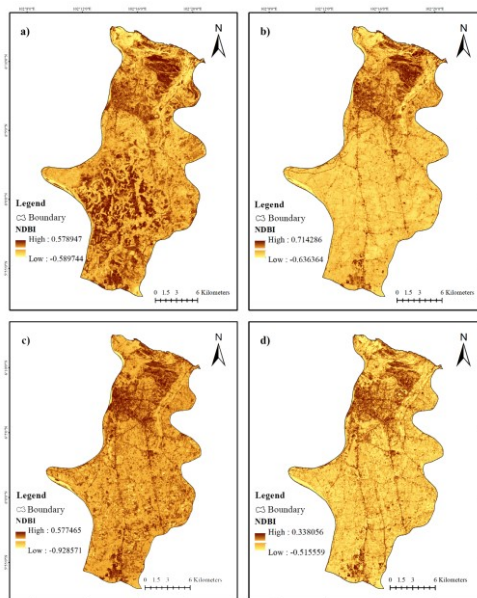 a)
N
Legend
Boundary
NDBI
High : 0.578947
Low : -0.589744
0 1.5 3 6 Kilometers
b)
N
Legend
Boundary
NDBI
High : 0.714286
Low : -0.636364
0 1.5 3 6 Kilometers
c)
N
Legend
Boundary
NDBI
High : 0.577465
Low : -0.928571
0 1.5 3 6 Kilometers
d)
N
Legend
Boundary
NDBI
High : 0.338056
Low : -0.515559
0 1.5 3 6 Kilometers